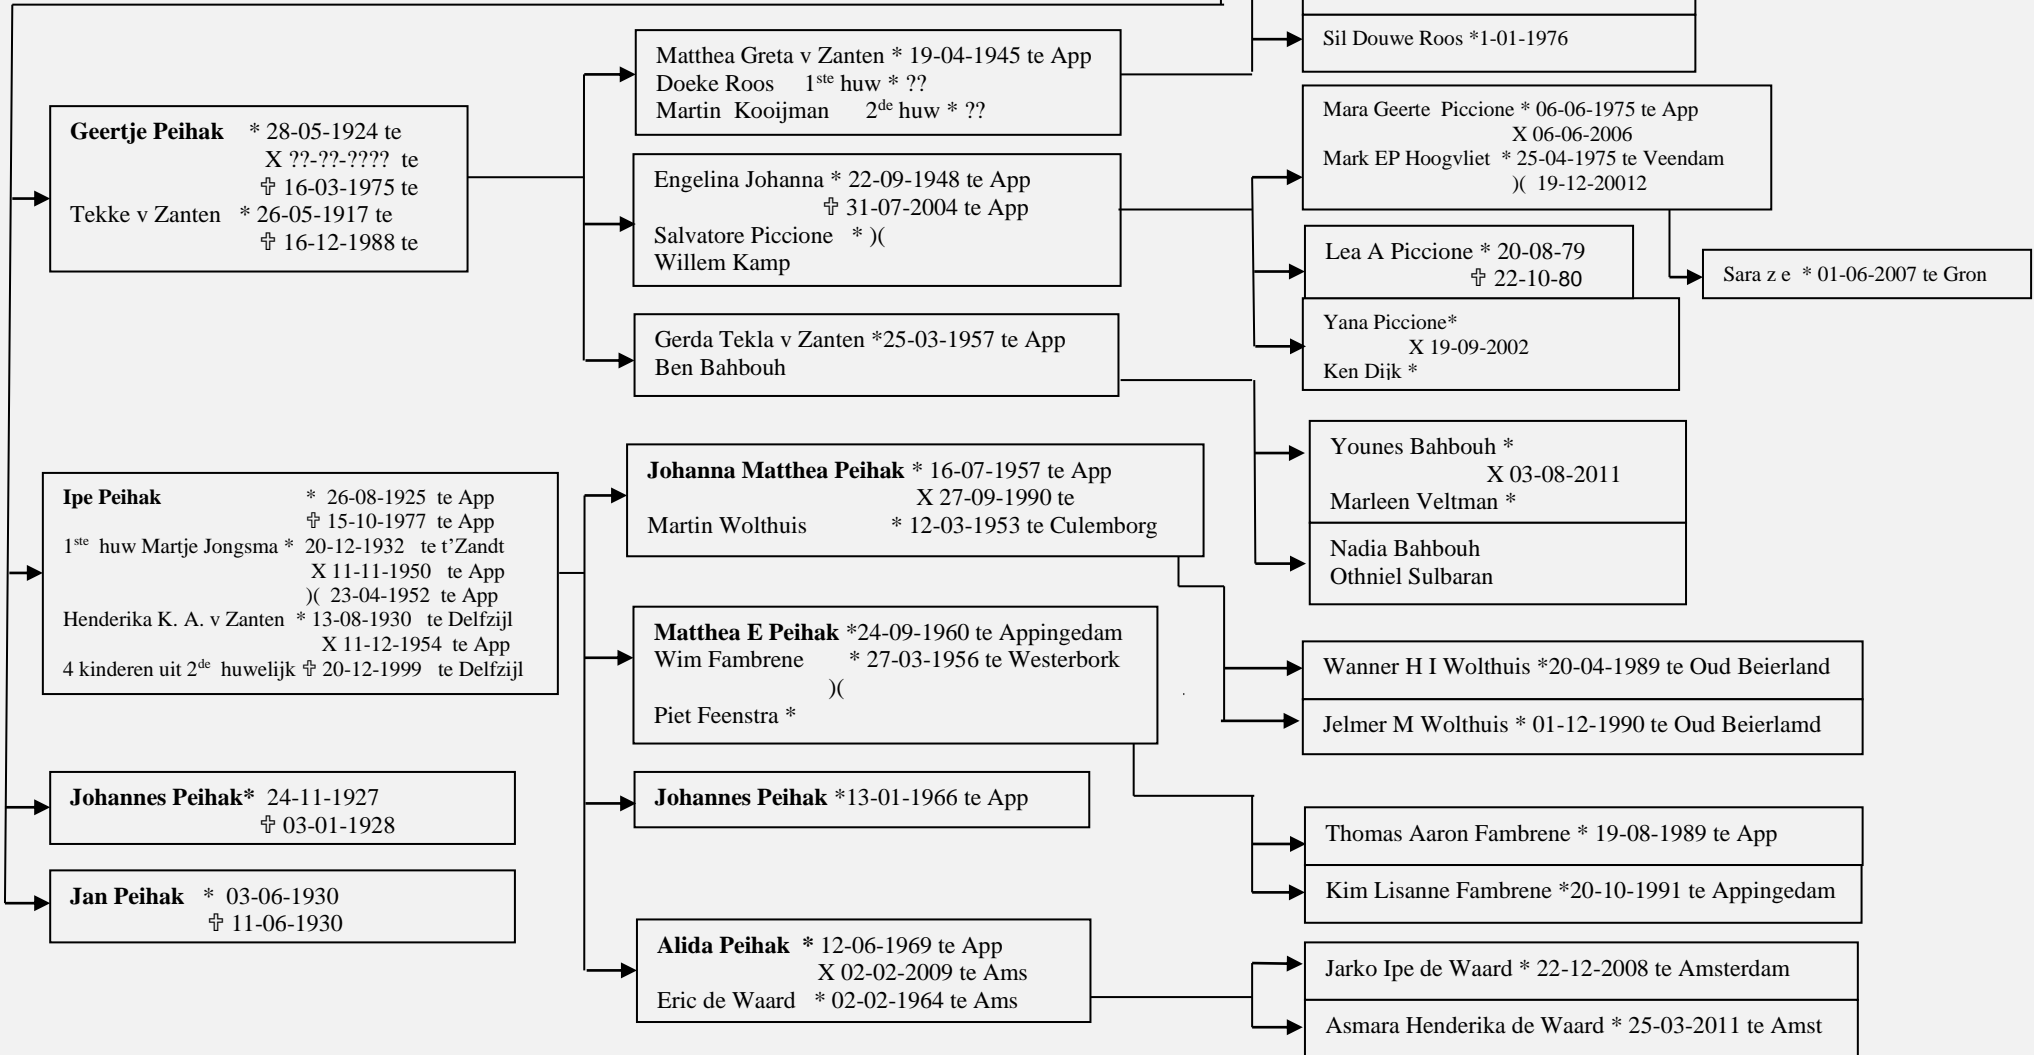 Sil Douwe Roos *1-01-1976
Matthea Greta v Zanten * 19-04-1945 te App
Doeke Roos 1ste huw * ??
Martin Kooijman 2de huw * ??
Mara Geerte Piccione * 06-06-1975 te App
X 06-06-2006
Mark EP Hoogvliet * 25-04-1975 te Veendam
)( 19-12-20012
Geertje Peihak * 28-05-1924 te
X ??-??-???? te
✞ 16-03-1975 te
Tekke v Zanten * 26-05-1917 te
✞ 16-12-1988 te
Engelina Johanna * 22-09-1948 te App
✞ 31-07-2004 te App
Salvatore Piccione * )(
Willem Kamp
Lea A Piccione * 20-08-79
✞ 22-10-80
Sara z e * 01-06-2007 te Gron
Yana Piccione*
X 19-09-2002
Ken Dijk *
Gerda Tekla v Zanten *25-03-1957 te App
Ben Bahbouh
Younes Bahbouh *
X 03-08-2011
Marleen Veltman *
Nadia Bahbouh
Othniel Sulbaran
Ipe Peihak * 26-08-1925 te App
✞ 15-10-1977 te App
1ste huw Martje Jongsma * 20-12-1932 te t’Zandt
X 11-11-1950 te App
)( 23-04-1952 te App
Henderika K. A. v Zanten * 13-08-1930 te Delfzijl
X 11-12-1954 te App
4 kinderen uit 2de huwelijk ✞ 20-12-1999 te Delfzijl
Johanna Matthea Peihak * 16-07-1957 te App
X 27-09-1990 te
Martin Wolthuis * 12-03-1953 te Culemborg
Matthea E Peihak *24-09-1960 te Appingedam
Wim Fambrene * 27-03-1956 te Westerbork
)(
Piet Feenstra *
Wanner H I Wolthuis *20-04-1989 te Oud Beierland
Jelmer M Wolthuis * 01-12-1990 te Oud Beierlamd
Johannes Peihak* 24-11-1927
✞ 03-01-1928
Johannes Peihak *13-01-1966 te App
Thomas Aaron Fambrene * 19-08-1989 te App
Kim Lisanne Fambrene *20-10-1991 te Appingedam
Jan Peihak * 03-06-1930
✞ 11-06-1930
Alida Peihak * 12-06-1969 te App
X 02-02-2009 te Ams
Eric de Waard * 02-02-1964 te Ams
Jarko Ipe de Waard * 22-12-2008 te Amsterdam
Asmara Henderika de Waard * 25-03-2011 te Amst